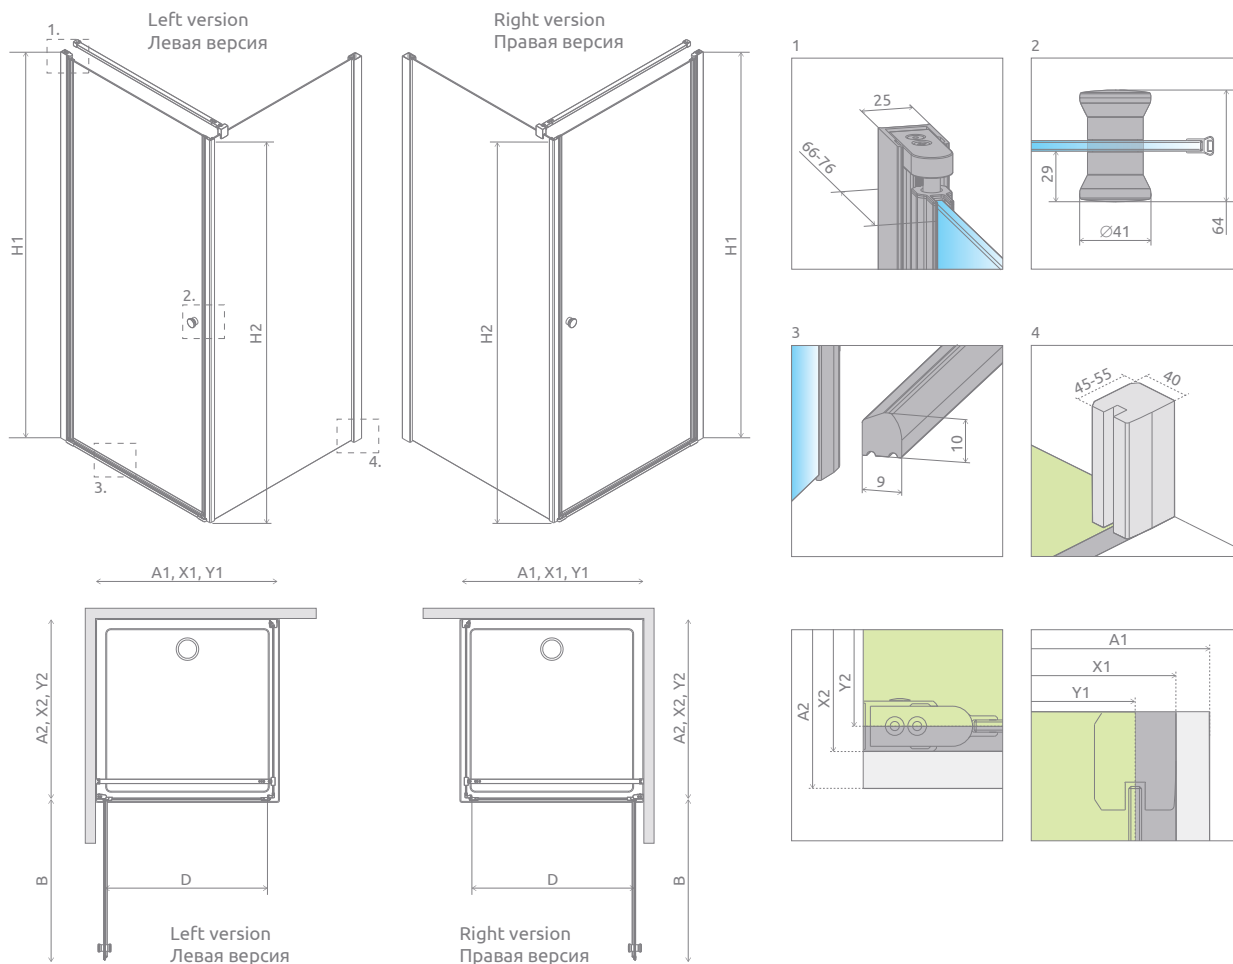 Left version
Левая версия
Right version
Правая версия
1.
H1
2.
H2
3.
4.
H2
H1
1
25
66-76
2
29
Ø41
64
3
10
9
4
45-55
40
A1, X1, Y1
A2, X2, Y2
B
D
Left version
Левая версия
A1, X1, Y1
A2, X2, Y2
B
D
Right version
Правая версия
A2
X2
Y2
A1
X1
Y1